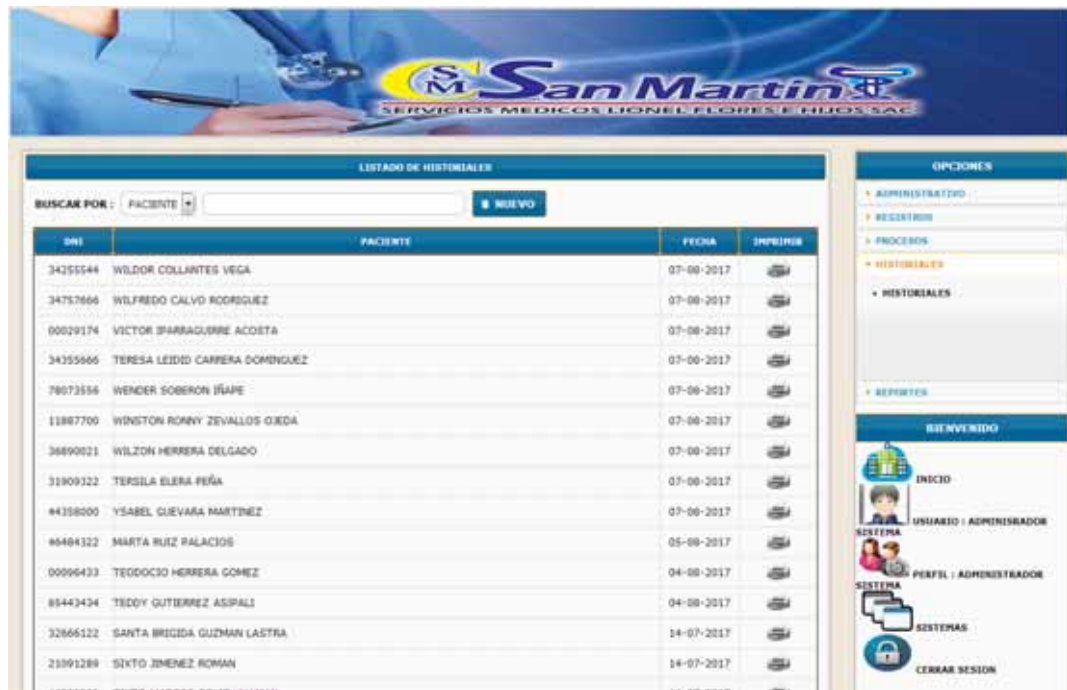 SM San Martin
SERVICIOS MEDICOS LIONEL FLORES E HIJOS SAC
LISTADO DE HISTORIALES
BUSCAR POR : PACIENTE NUEVO
DNI PACIENTE FECHA IMPRIMIR
34255544 WILDOR COLLANTES VEGA 07-08-2017
34757666 WILFREDO CALVO RODRIGUEZ 07-08-2017
00029174 VICTOR IPARRAGUIRRE ACOSTA 07-08-2017
34355666 TERESA LEIDID CARRERA DOMINGUEZ 07-08-2017
78073556 WENDER SOBERON IÑAPE 07-08-2017
11887700 WINSTON RONNY ZEVALLOS OJEDA 07-08-2017
36890021 WILZON HERRERA DELGADO 07-08-2017
31909322 TERSILA ELERA PEÑA 07-08-2017
44358000 YSABEL GUEVARA MARTINEZ 07-08-2017
46484322 MARTA RUIZ PALACIOS 05-08-2017
00096433 TEODOCIO HERRERA GOMEZ 04-08-2017
85443434 TEDDY GUTIERREZ ASIPALI 04-08-2017
32666122 SANTA BRIGIDA GUZMAN LASTRA 14-07-2017
21091289 SIXTO JIMENEZ ROMAN 14-07-2017
OPCIONES
ADMINISTRATIVO
REGISTROS
PROCESOS
HISTORIALES
HISTORIALES
REPORTES
BIENVENIDO
INICIO
USUARIO : ADMINISRADOR
SISTEMA
PERFIL : ADMINISTRADOR
SISTEMA
SISTEMAS
CERRAR SESION